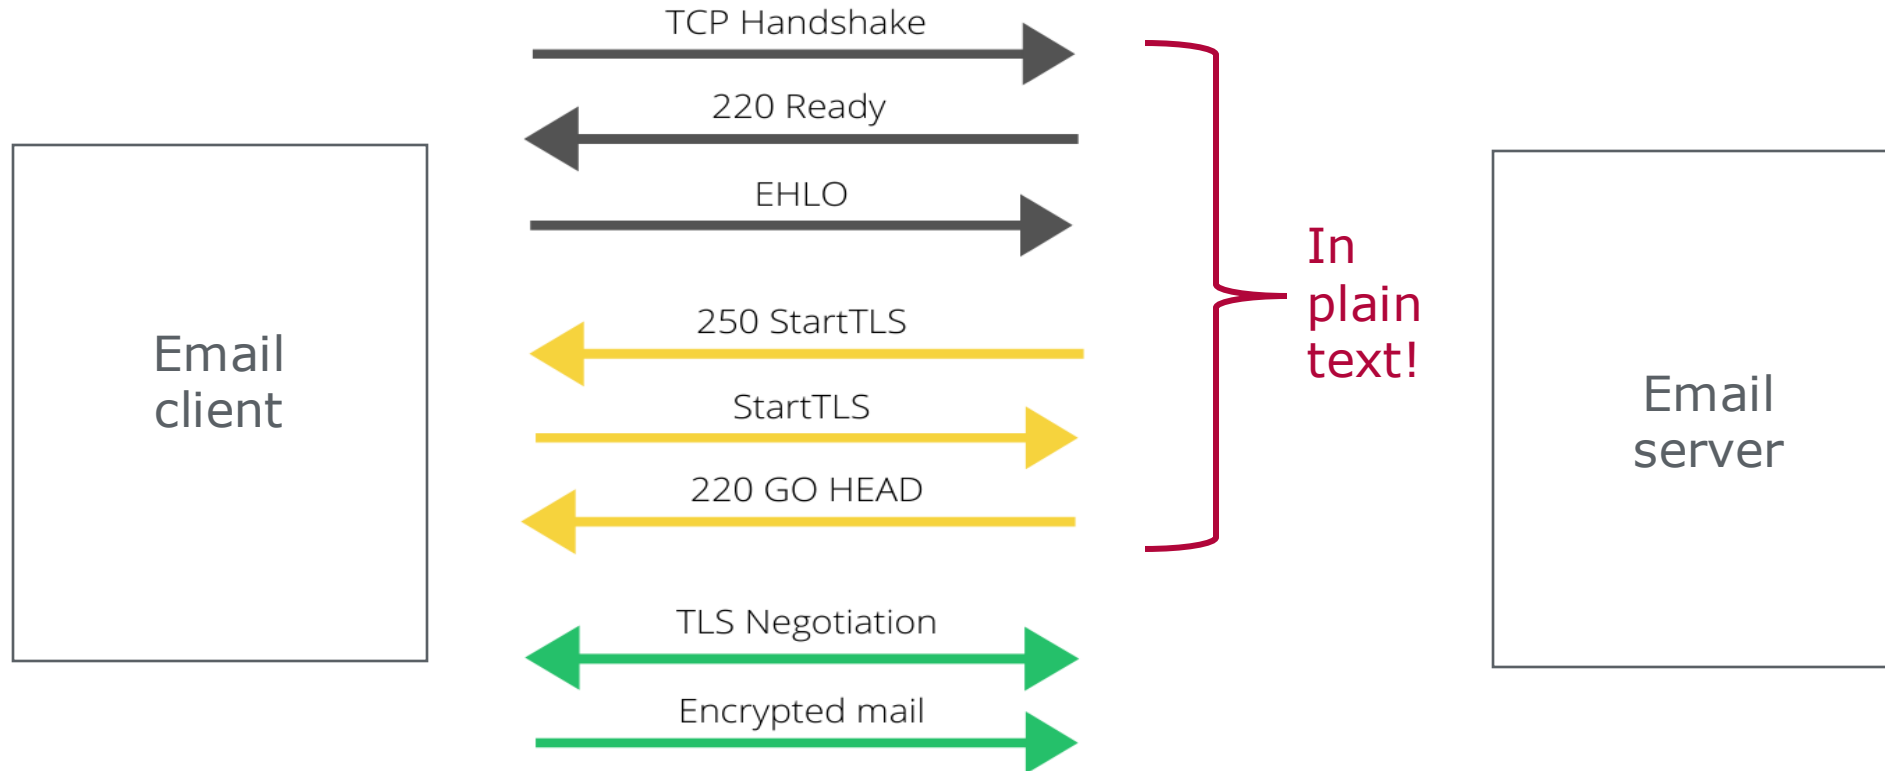 TCP Handshake
220 Ready
EHLO
250 StartTLS
StartTLS
220 GO HEAD
TLS Negotiation
Encrypted mail
Email
client
In
plain
text!
Email
server